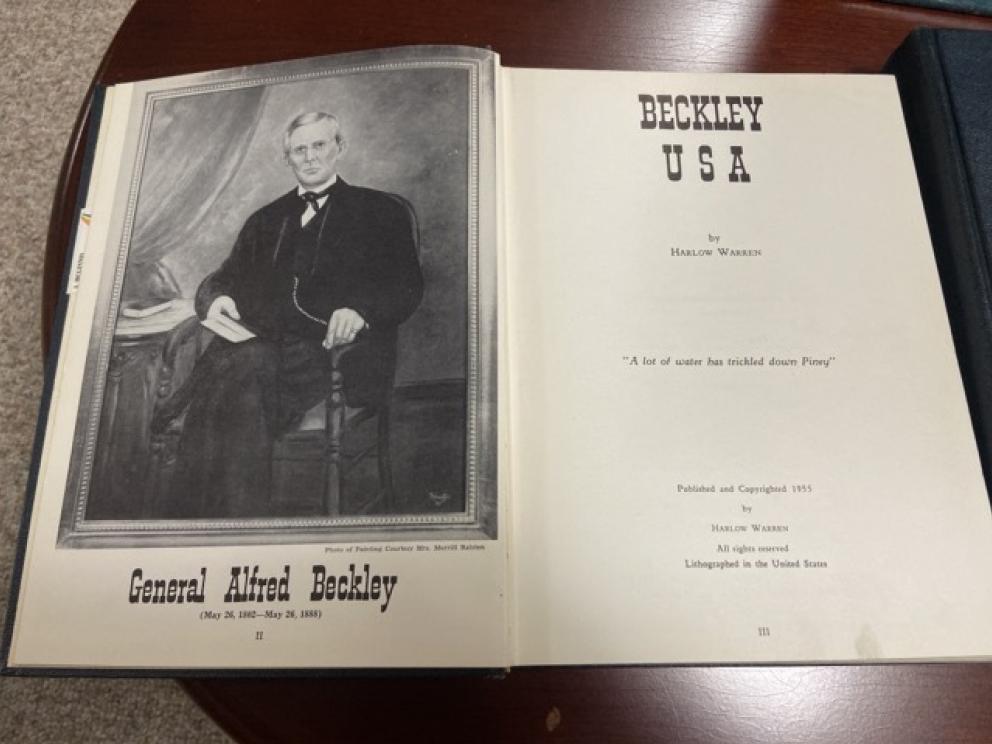 Photo of Painting Courtesy Mrs. Merrill Ralsten
General Alfred Beckley
(May 26, 1802—May 26, 1888)
II
BECKLEY
USA
by
HARLOW WARREN
"A lot of water has trickled down Piney"
Published and Copyrighted 1955
by
HARLOW WARREN
All rights reserved
Lithographed in the United States
III